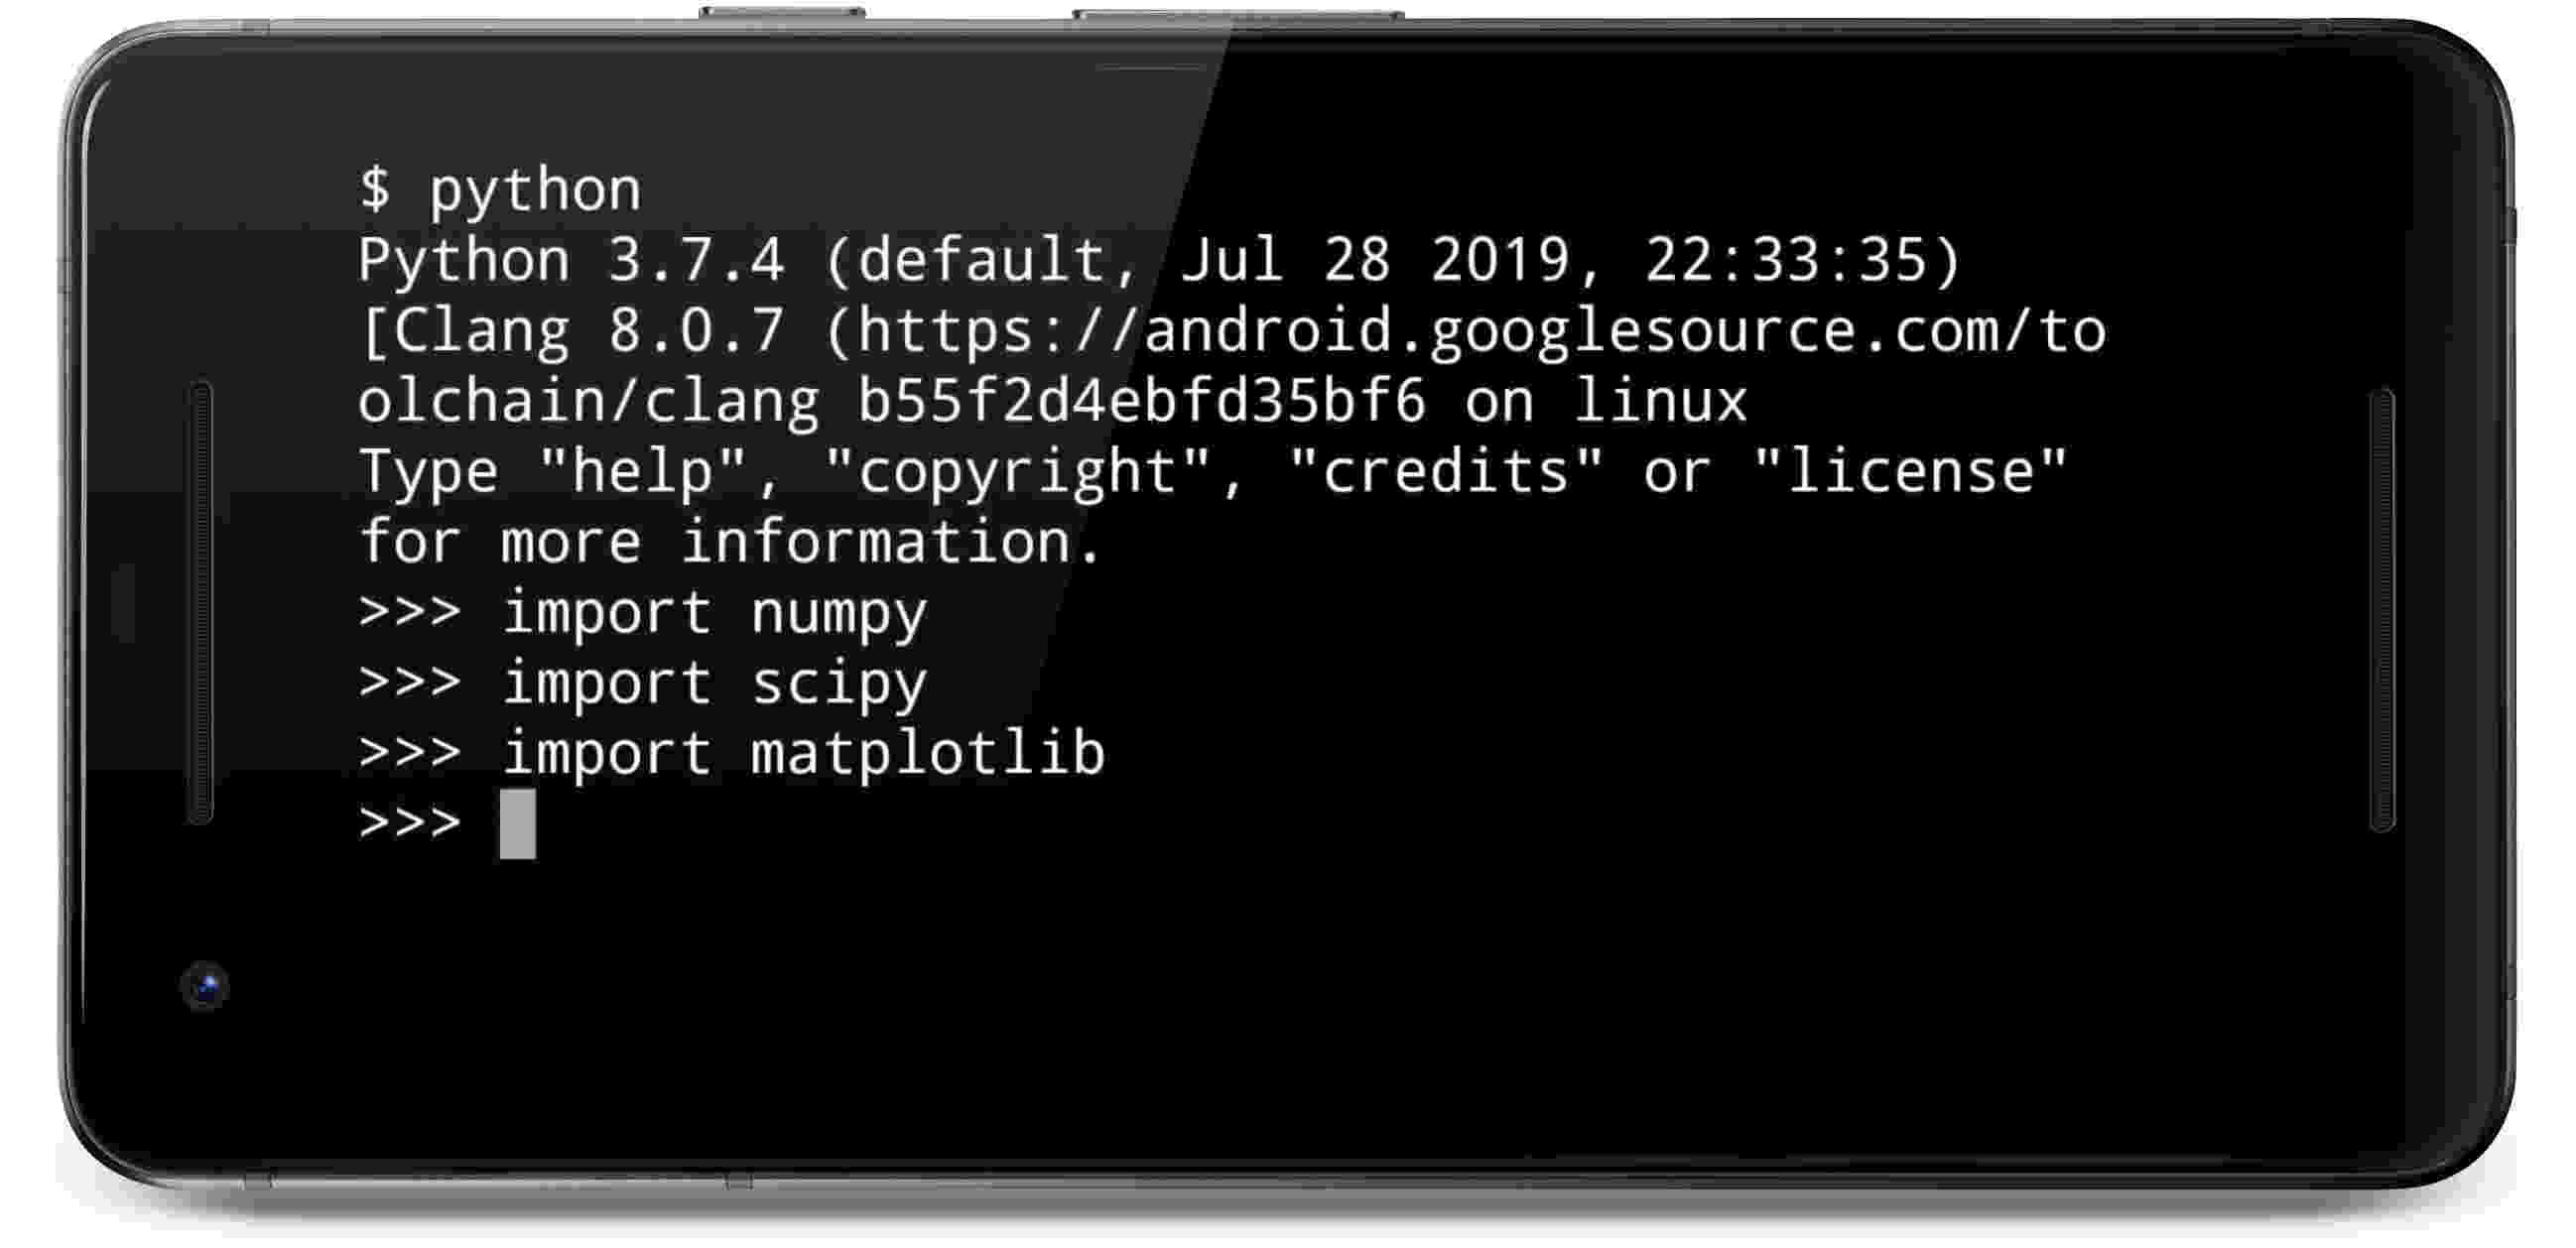 $ python
Python 3.7.4 (default, Jul 28 2019, 22:33:35)
[Clang 8.0.7 (https://android.googlesource.com/to
olchain/clang b55f2d4ebfd35bf6 on linux
Type "help", "copyright", "credits" or "license"
for more information.
>>> import numpy
>>> import scipy
>>> import matplotlib
>>>